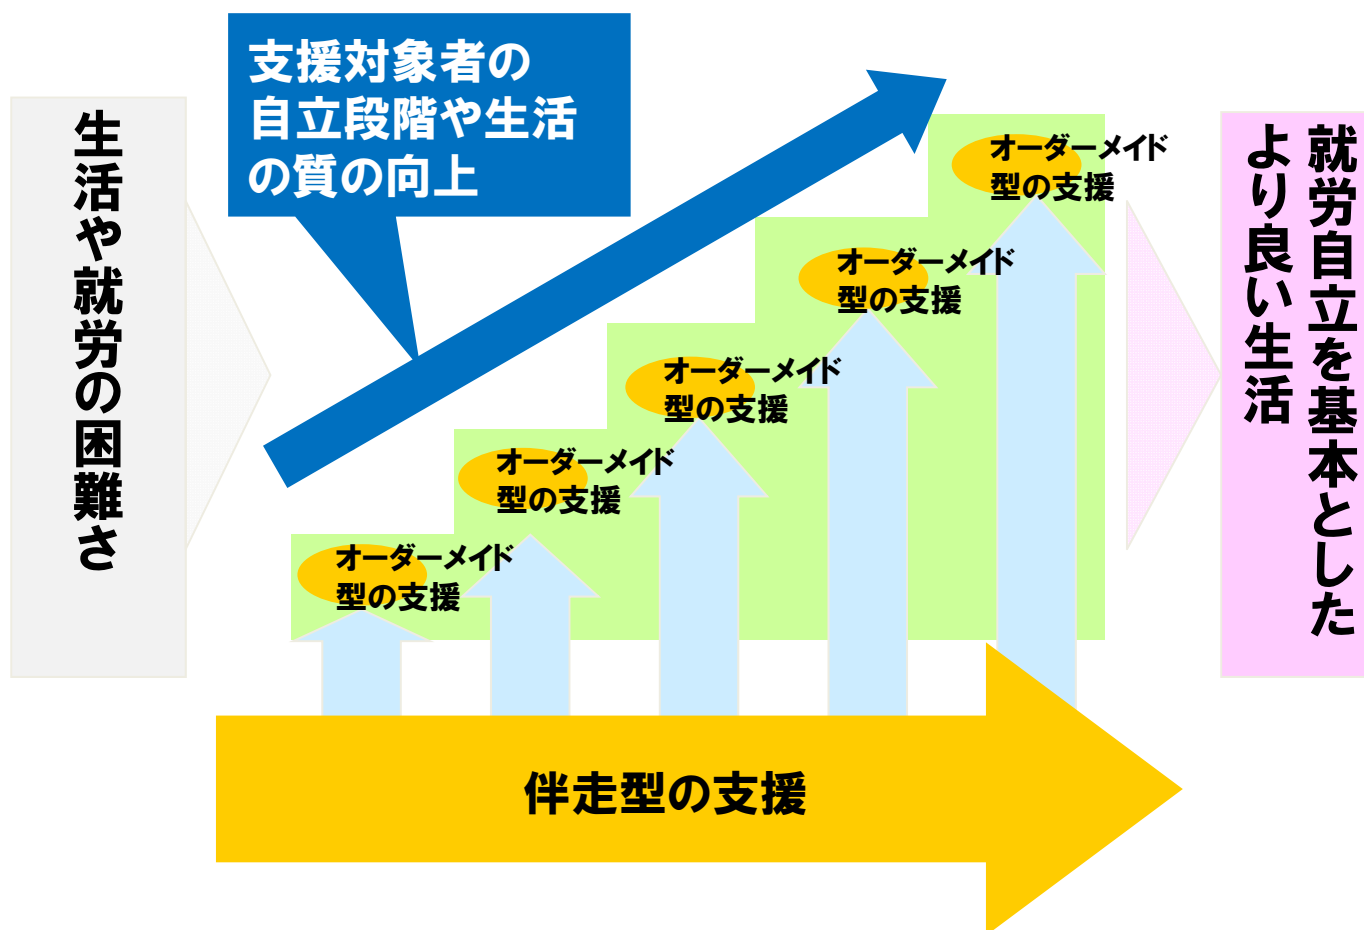 支援対象者の
自立段階や生活
の質の向上
生活や就労の困難さ
就労自立を基本とした
より良い生活
オーダーメイド
型の支援
オーダーメイド
型の支援
オーダーメイド
型の支援
オーダーメイド
型の支援
オーダーメイド
型の支援
伴走型の支援